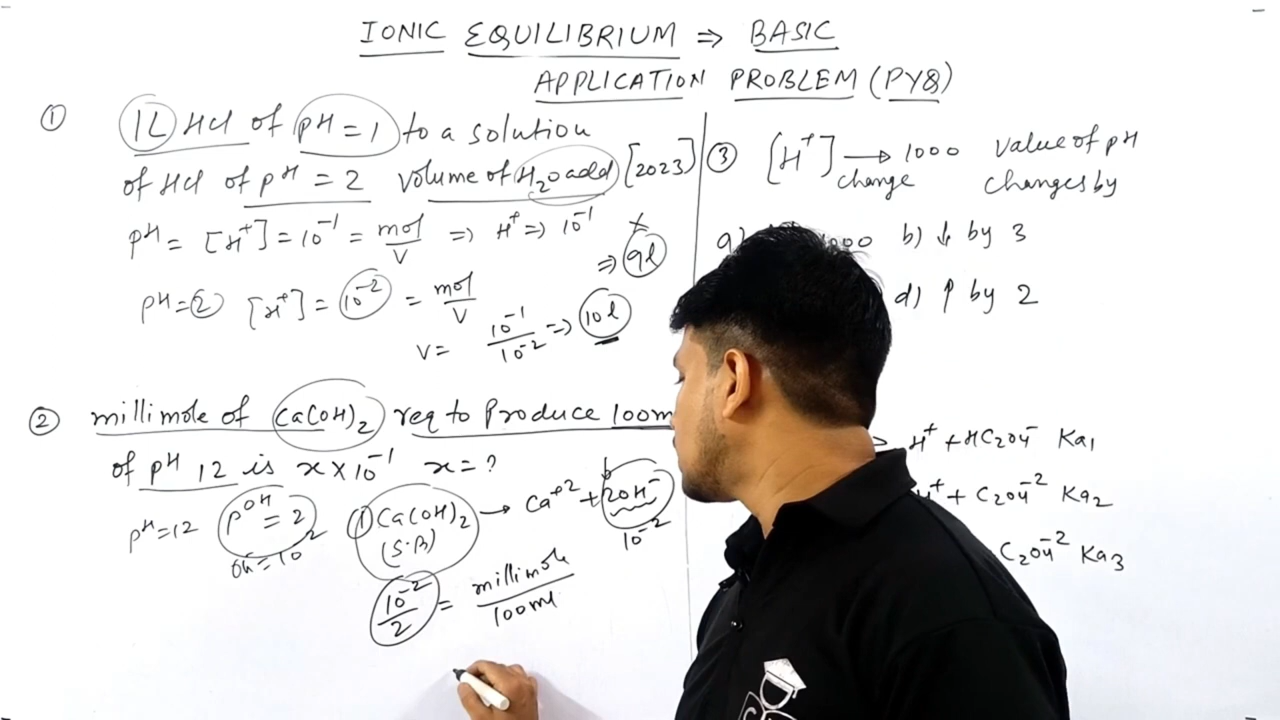 IONIC EQUILIBRIUM ⇒ BASIC
APPLICATION PROBLEM (PYQ)
① 1L HCl of pH = 1 to a solution
of HCl of pH = 2 volume of H₂O add [2023]
pH = [H⁺] = 10⁻¹ = mol/V ⇒ H⁺ ⇒ 10⁻¹
⇒ 9l
pH = 2 [H⁺] = 10⁻² = mol/V
V = 10⁻¹/10⁻² ⇒ 10l
② millimole of Ca(OH)₂ req to Produce 100m
of pH 12 is x × 10⁻¹ x = ?
pH = 12 pOH = 2 ① Ca(OH)₂ → Ca⁺² + 2OH⁻
(S.B) 10⁻²
10⁻²/2 = millimole/100ml
③ [H⁺] → 1000 value of pH
change changes by
a) 000 b) ↓ by 3
d) ↑ by 2
H⁺ + HC₂O₄⁻ Ka₁
H⁺ + C₂O₄⁻² Ka₂
C₂O₄⁻² Ka₃